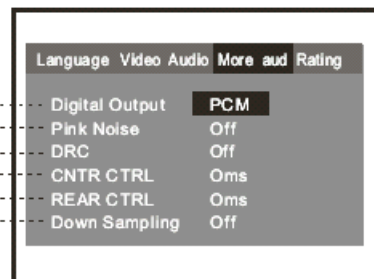 Language Video Audio More aud Rating
Digital Output PCM
Pink Noise Off
DRC Off
CNTR CTRL Oms
REAR CTRL Oms
Down Sampling Off